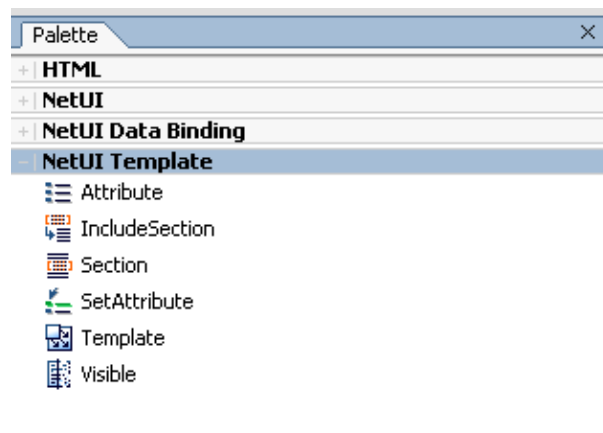 Palette
HTML
NetUI
NetUI Data Binding
NetUI Template
Attribute
IncludeSection
Section
SetAttribute
Template
Visible